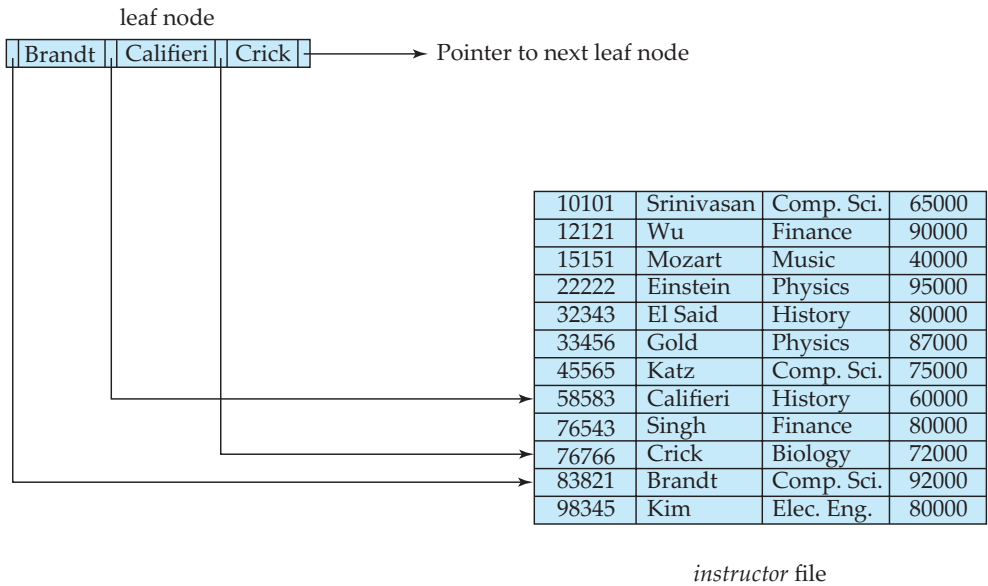 leaf node
Brandt Califieri Crick
Pointer to next leaf node
10101 Srinivasan Comp. Sci. 65000
12121 Wu Finance 90000
15151 Mozart Music 40000
22222 Einstein Physics 95000
32343 El Said History 80000
33456 Gold Physics 87000
45565 Katz Comp. Sci. 75000
58583 Califieri History 60000
76543 Singh Finance 80000
76766 Crick Biology 72000
83821 Brandt Comp. Sci. 92000
98345 Kim Elec. Eng. 80000
instructor file